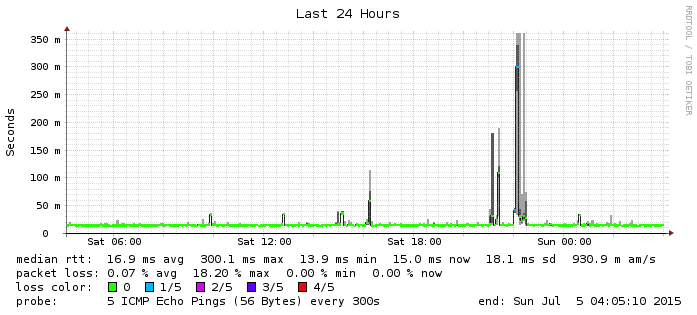 Last 24 Hours
RRDTOOL / TOBI OETIKER
Seconds
350 m
300 m
250 m
200 m
150 m
100 m
50 m
0
Sat 06:00 Sat 12:00 Sat 18:00 Sun 00:00
median rtt: 16.9 ms avg 300.1 ms max 13.9 ms min 15.0 ms now 18.1 ms sd 930.9 m am/s
packet loss: 0.07 % avg 18.20 % max 0.00 % min 0.00 % now
loss color: 0 1/5 2/5 3/5 4/5
probe: 5 ICMP Echo Pings (56 Bytes) every 300s end: Sun Jul 5 04:05:10 2015